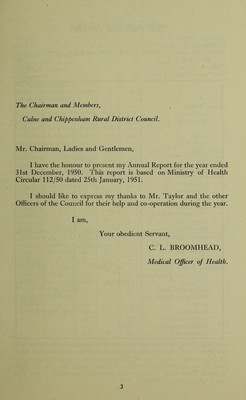 The Chairman and Members,
Calne and Chippenham Rural District Council.
Mr. Chairman, Ladies and Gentlemen,
I have the honour to present my Annual Report for the year ended
31st December, 1950. This report is based on Ministry of Health
Circular 112/50 dated 25th January, 1951.
I should like to express my thanks to Mr. Taylor and the other
Officers of the Council for their help and co-operation during the year.
I am,
Your obedient Servant,
C. L. BROOMHEAD,
Medical Officer of Health.
3